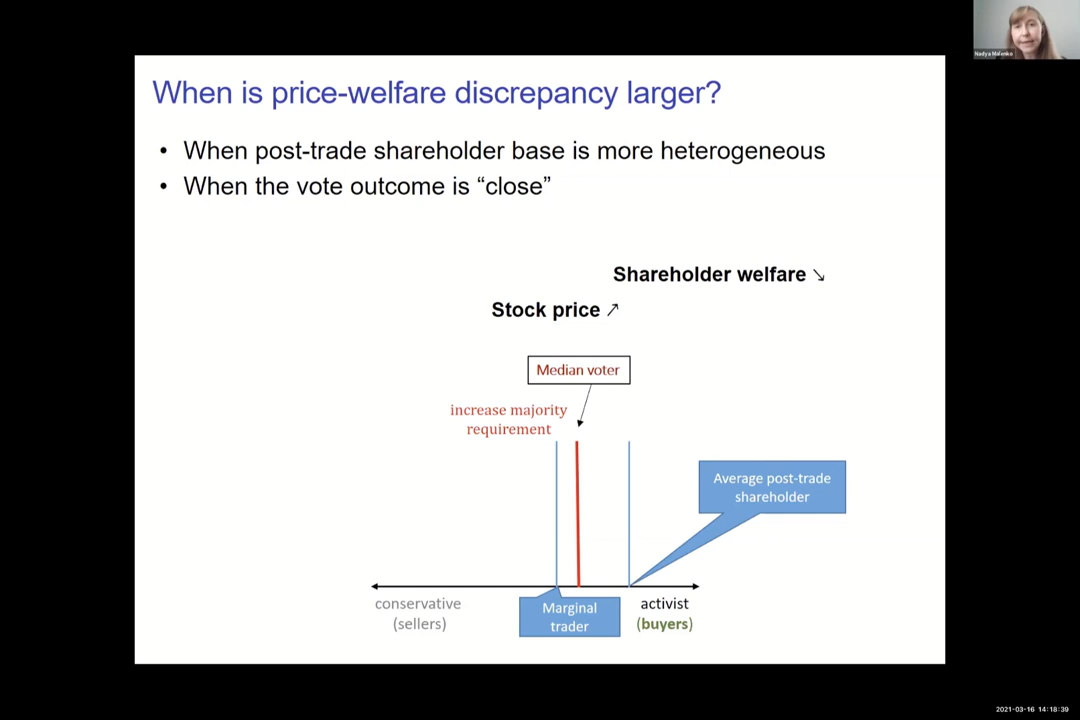 Nadya Malenko
When is price-welfare discrepancy larger?
• When post-trade shareholder base is more heterogeneous
• When the vote outcome is “close”
Shareholder welfare ↘
Stock price ↗
Median voter
increase majority
requirement
Average post-trade
shareholder
conservative
(sellers)
Marginal
trader
activist
(buyers)
2021-03-16 14:18:39